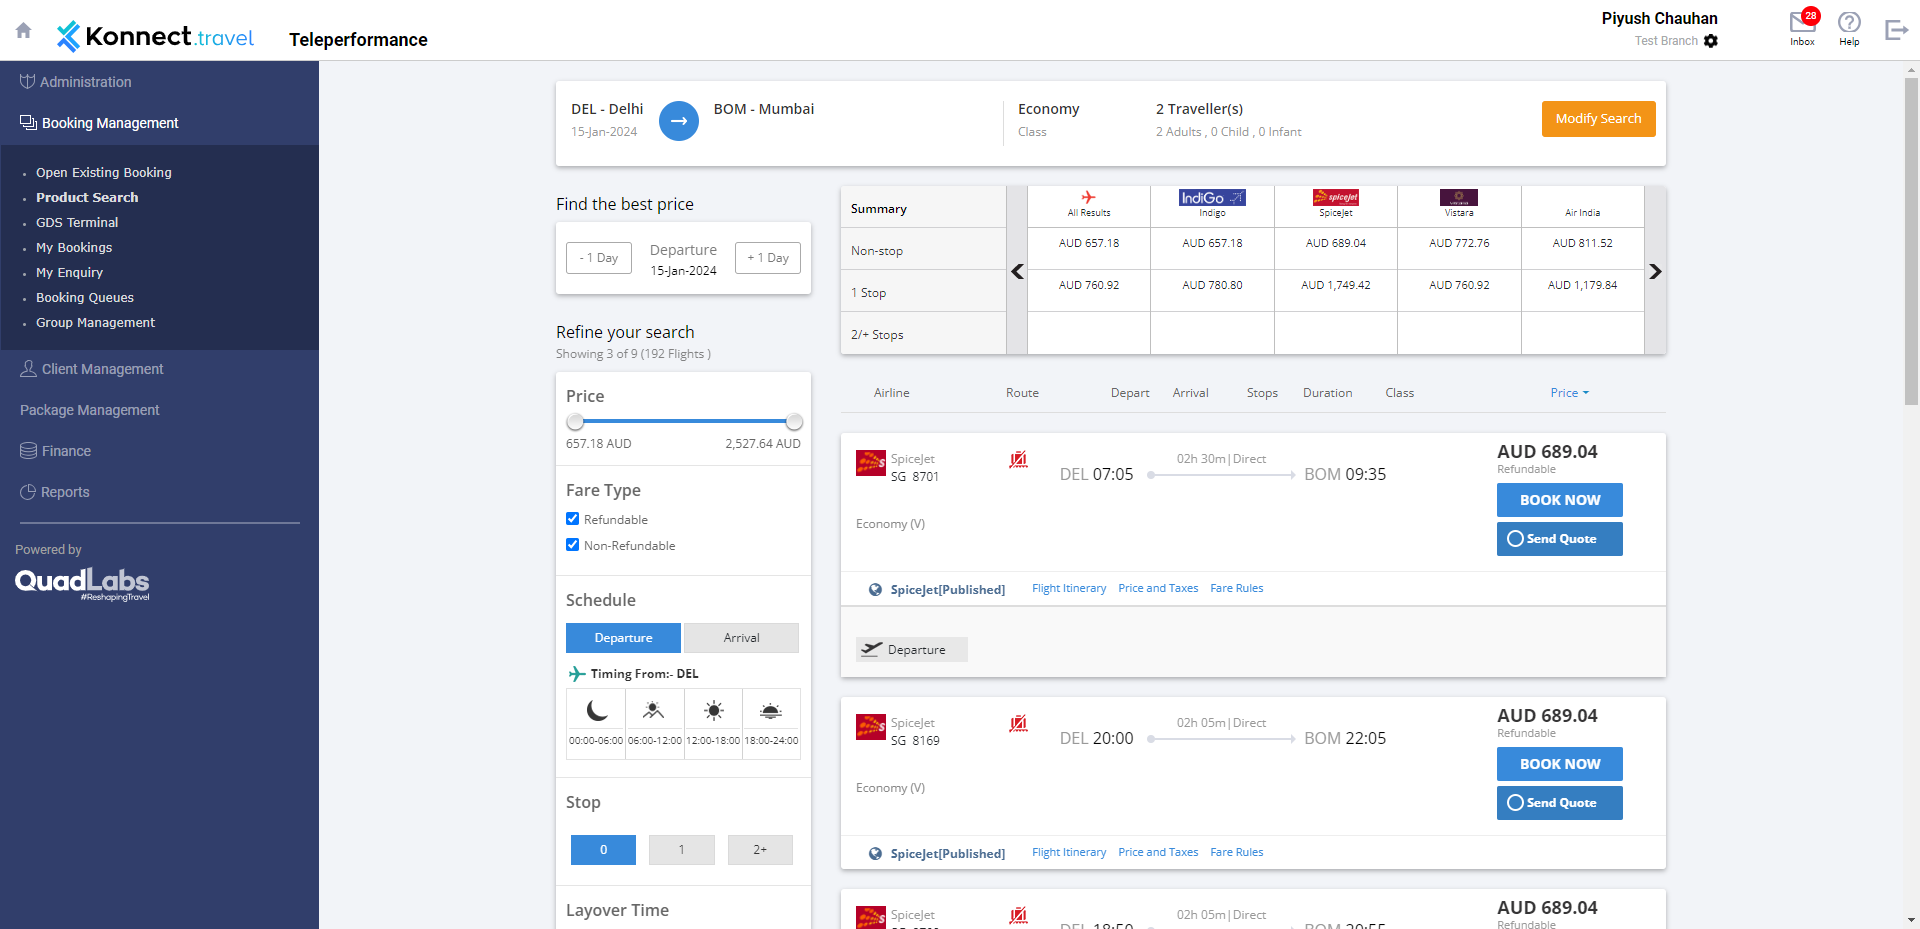 Konnect.travel
Teleperformance
Piyush Chauhan
Test Branch
28
Inbox
Help
Administration
Booking Management
Open Existing Booking
Product Search
GDS Terminal
My Bookings
My Enquiry
Booking Queues
Group Management
Client Management
Package Management
Finance
Reports
Powered by
QuadLabs
#ReshapingTravel
DEL - Delhi
15-Jan-2024
BOM - Mumbai
Economy
Class
2 Traveller(s)
2 Adults , 0 Child , 0 Infant
Modify Search
Find the best price
- 1 Day
Departure
15-Jan-2024
+ 1 Day
Refine your search
Showing 3 of 9 (192 Flights )
Price
657.18 AUD 2,527.64 AUD
Fare Type
Refundable
Non-Refundable
Schedule
Departure Arrival
Timing From:- DEL
00:00-06:00 06:00-12:00 12:00-18:00 18:00-24:00
Stop
0 1 2+
Layover Time
Summary
All Results
IndiGo
Indigo
spicejet
SpiceJet
Vistara
Air India
Non-stop AUD 657.18 AUD 657.18 AUD 689.04 AUD 772.76 AUD 811.52
1 Stop AUD 760.92 AUD 780.80 AUD 1,749.42 AUD 760.92 AUD 1,179.84
2/+ Stops
Airline Route Depart Arrival Stops Duration Class Price
SpiceJet
SG 8701
DEL 07:05
02h 30m|Direct
BOM 09:35
AUD 689.04
Refundable
BOOK NOW
Send Quote
Economy (V)
SpiceJet[Published] Flight Itinerary Price and Taxes Fare Rules
Departure
SpiceJet
SG 8169
DEL 20:00
02h 05m|Direct
BOM 22:05
AUD 689.04
Refundable
BOOK NOW
Send Quote
Economy (V)
SpiceJet[Published] Flight Itinerary Price and Taxes Fare Rules
SpiceJet
DEL 18:50
02h 05m|Direct
BOM 20:55
AUD 689.04
Refundable